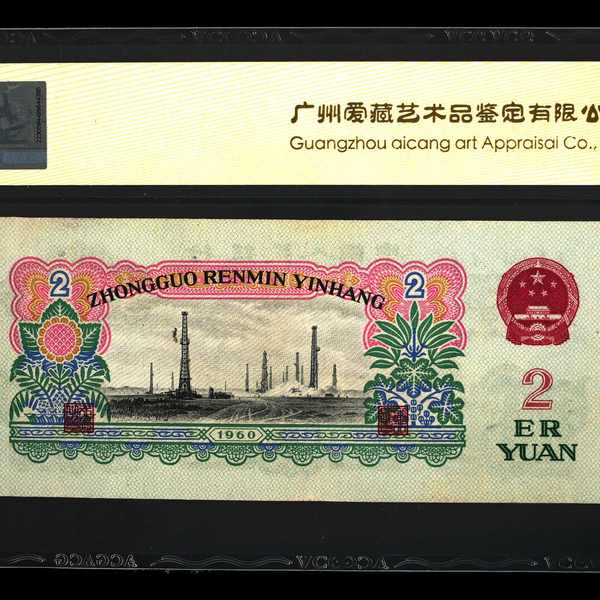 广州爱藏艺术品鉴定有限公
Guangzhou aicang art Appraisal Co.,
2
2
ZHONGGUO RENMIN YINHANG
1960
2
ER
YUAN